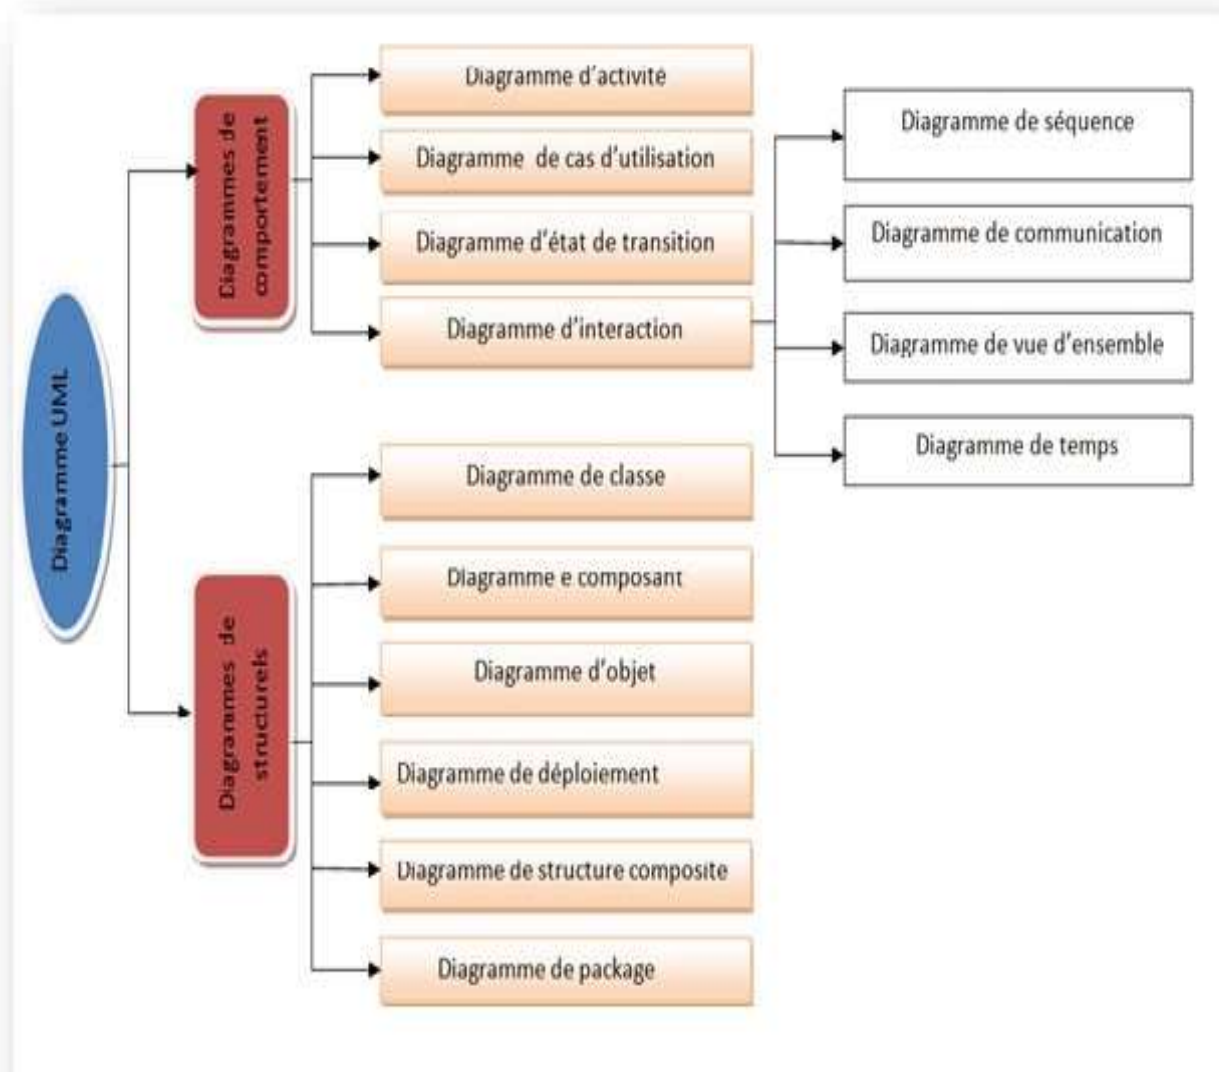 Diagramme UML
Diagrammes de
comportement
Diagramme d'activité
Diagramme de cas d'utilisation
Diagramme d'état de transition
Diagramme d'interaction
Diagramme de séquence
Diagramme de communication
Diagramme de vue d'ensemble
Diagramme de temps
Diagrammes de
structurels
Diagramme de classe
Diagramme e composant
Diagramme d'objet
Diagramme de déploiement
Diagramme de structure composite
Diagramme de package